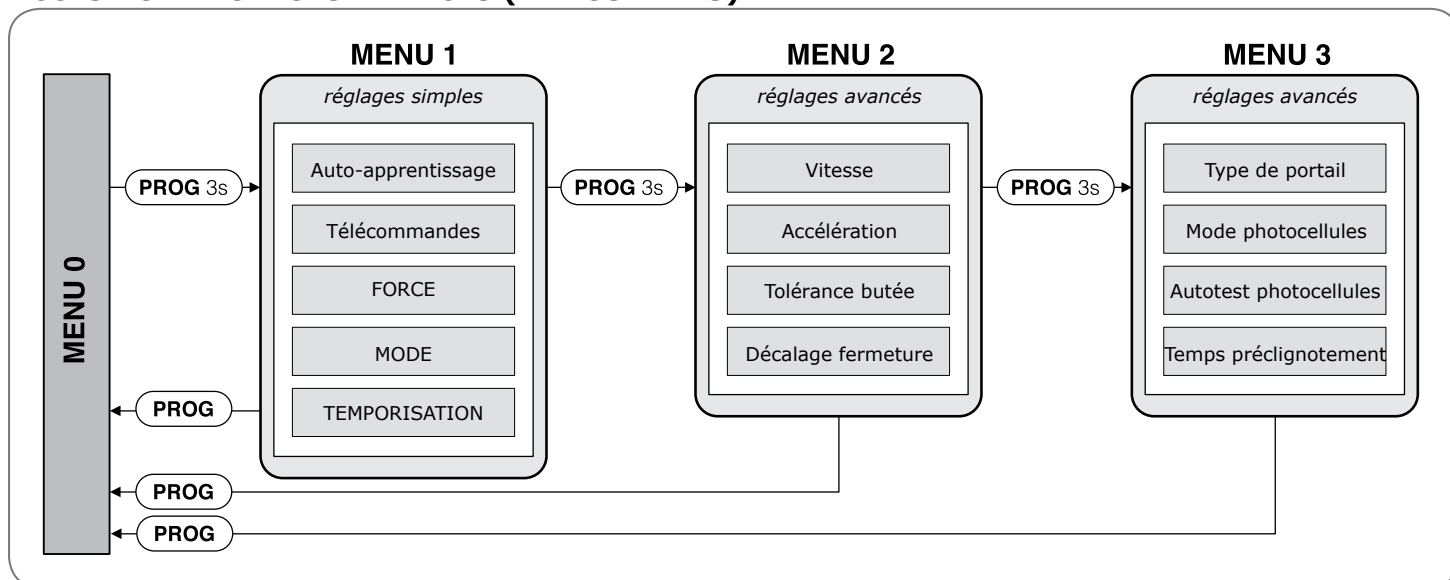 MENU 0
PROG 3s
MENU 1
réglages simples
Auto-apprentissage
Télécommandes
FORCE
MODE
TEMPORISATION
PROG 3s
MENU 2
réglages avancés
Vitesse
Accélération
Tolérance butée
Décalage fermeture
PROG 3s
MENU 3
réglages avancés
Type de portail
Mode photocellules
Autotest photocellules
Temps préclignotement
PROG
PROG
PROG